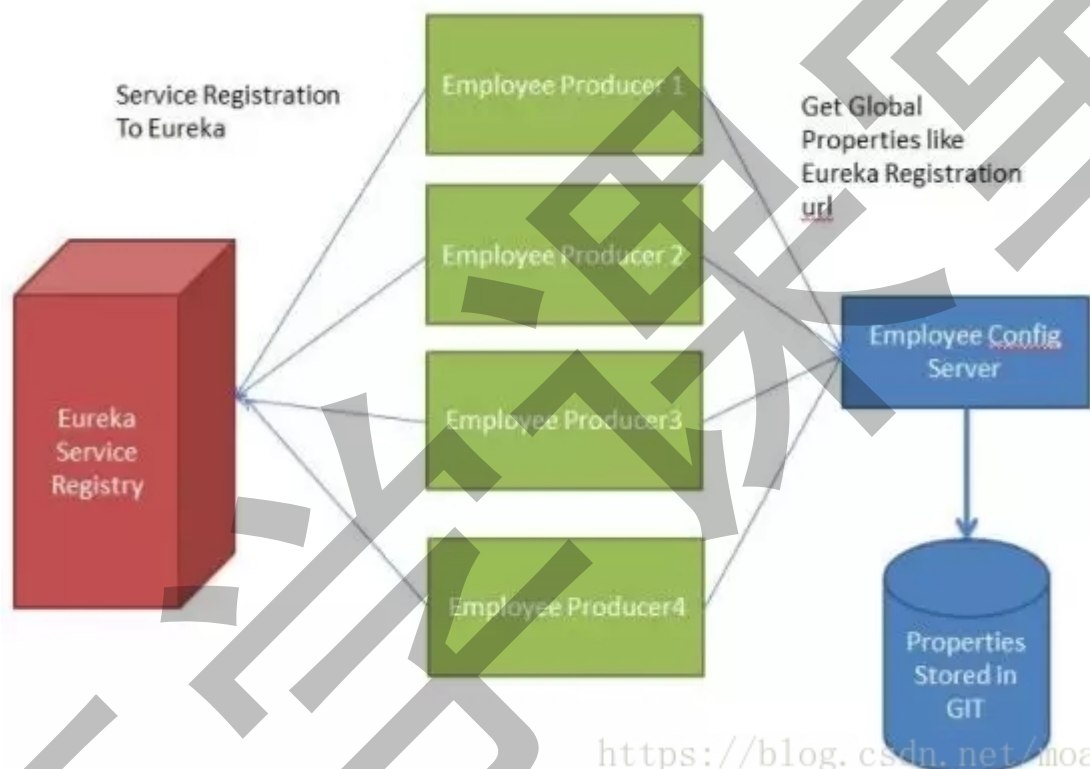 Service Registration
To Eureka
Employee Producer 1
Get Global
Properties like
Eureka Registration
url
Employee Producer 2
Employee Config
Server
Eureka
Service
Registry
Employee Producer3
Employee Producer4
Properties
Stored in
GIT
https://blog.csdn.net/moa